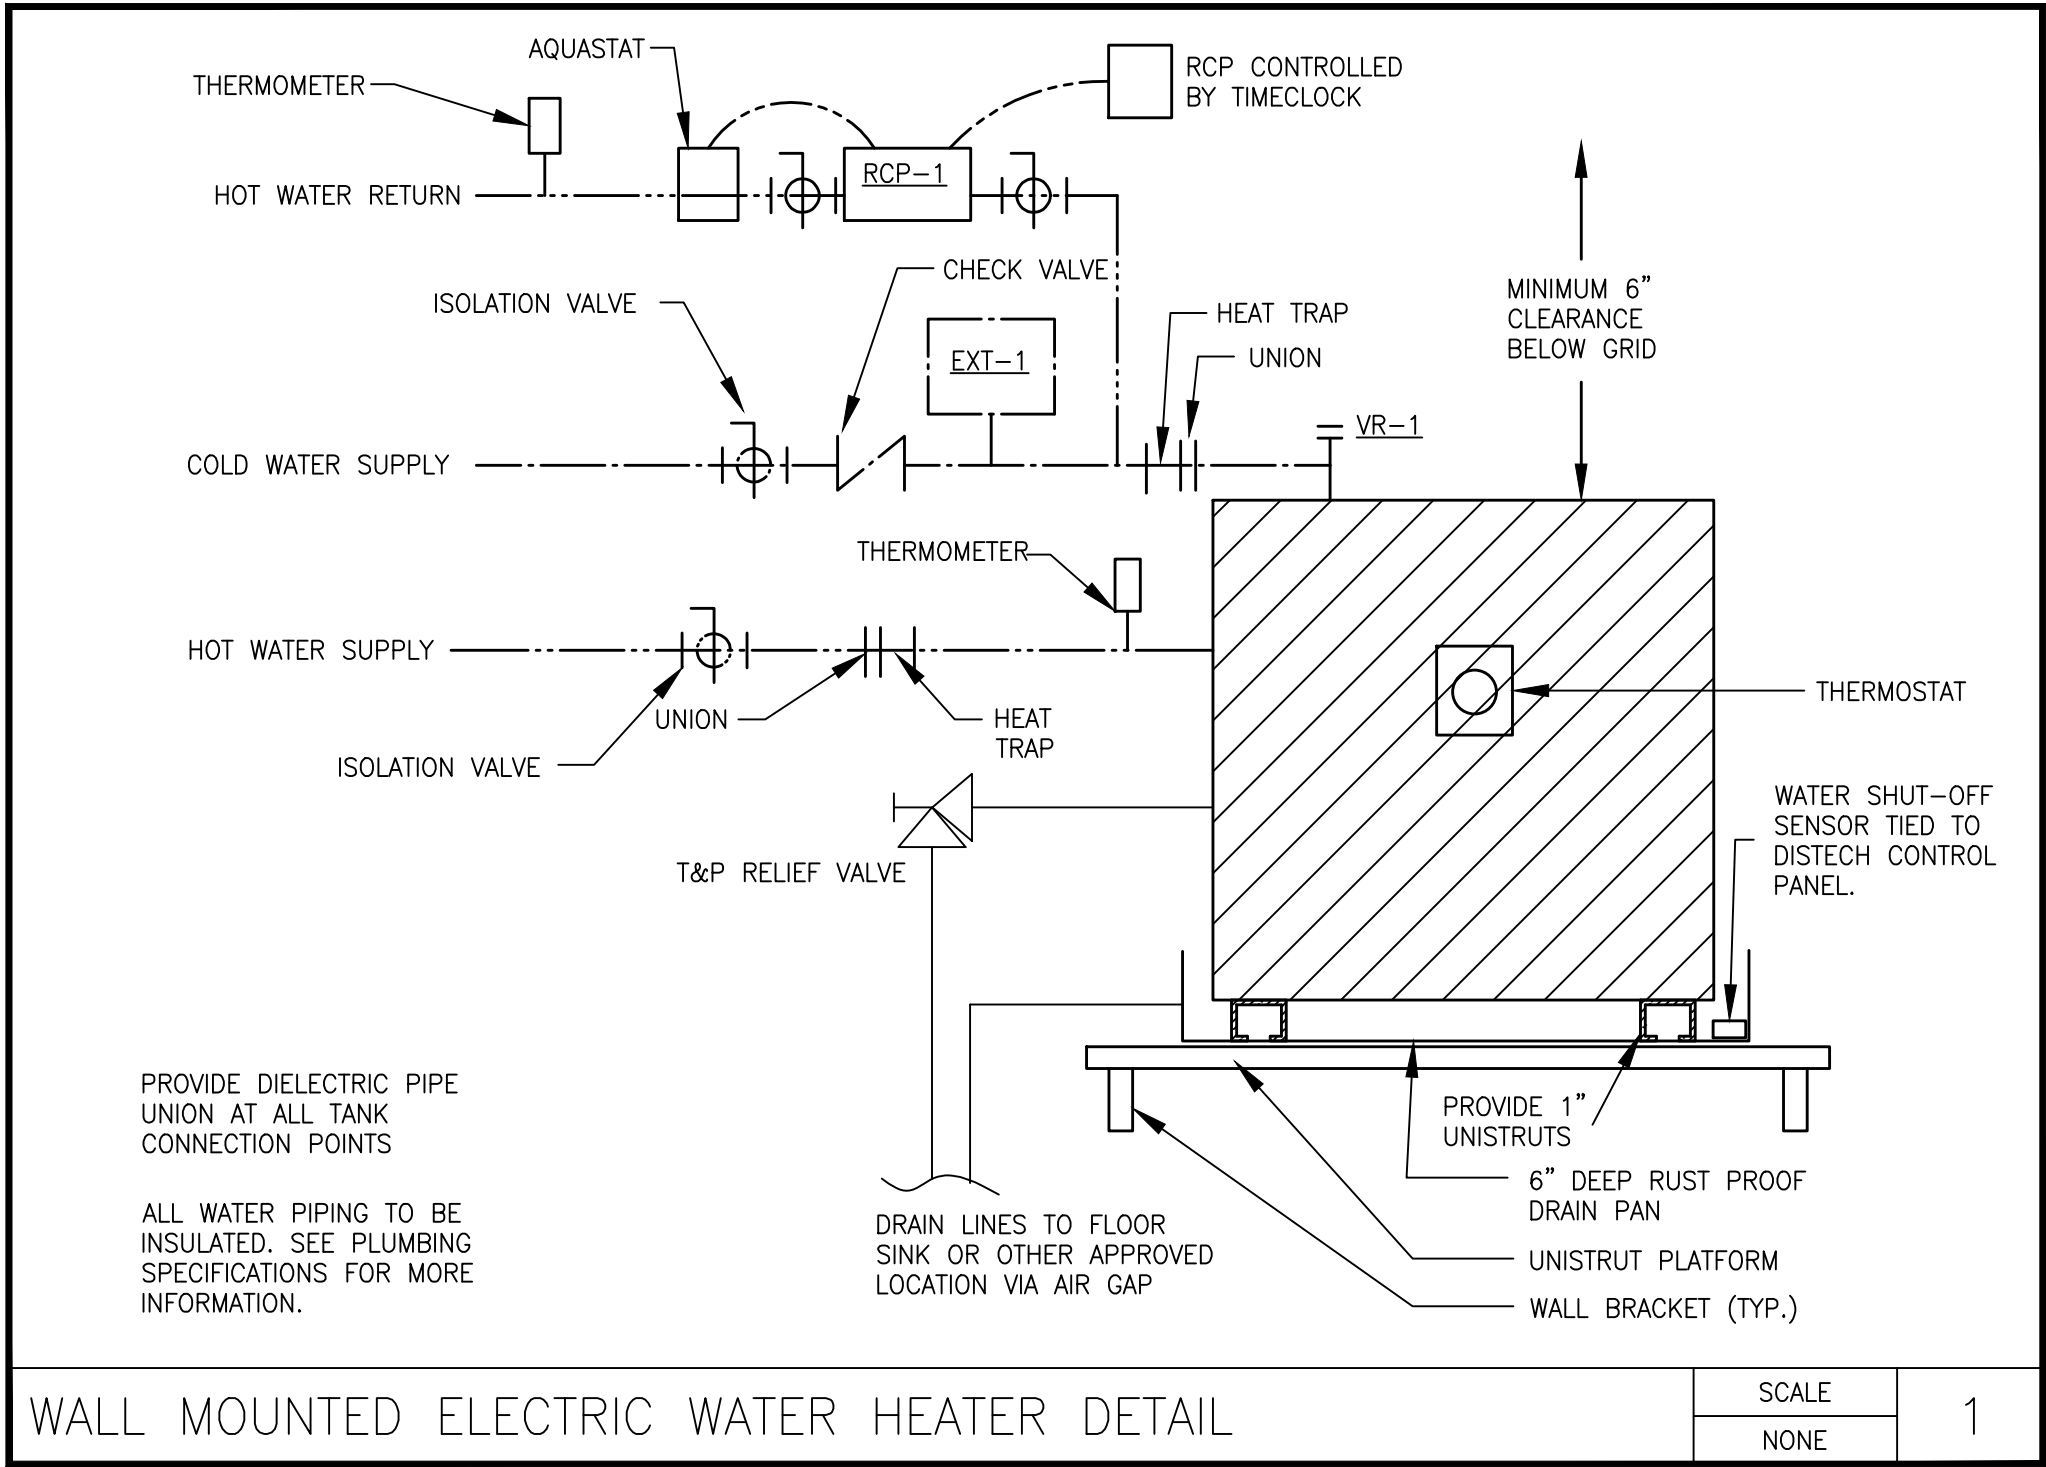 AQUASTAT
THERMOMETER
RCP CONTROLLED
BY TIMECLOCK
HOT WATER RETURN
RCP-1
CHECK VALVE
ISOLATION VALVE
HEAT TRAP
UNION
EXT-1
MINIMUM 6”
CLEARANCE
BELOW GRID
VR-1
COLD WATER SUPPLY
THERMOMETER
HOT WATER SUPPLY
UNION
HEAT
TRAP
ISOLATION VALVE
THERMOSTAT
T&P RELIEF VALVE
WATER SHUT-OFF
SENSOR TIED TO
DISTECH CONTROL
PANEL.
PROVIDE DIELECTRIC PIPE
UNION AT ALL TANK
CONNECTION POINTS
ALL WATER PIPING TO BE
INSULATED. SEE PLUMBING
SPECIFICATIONS FOR MORE
INFORMATION.
PROVIDE 1”
UNISTRUTS
6” DEEP RUST PROOF
DRAIN PAN
DRAIN LINES TO FLOOR
SINK OR OTHER APPROVED
LOCATION VIA AIR GAP
UNISTRUT PLATFORM
WALL BRACKET (TYP.)
WALL MOUNTED ELECTRIC WATER HEATER DETAIL
SCALE
NONE
1